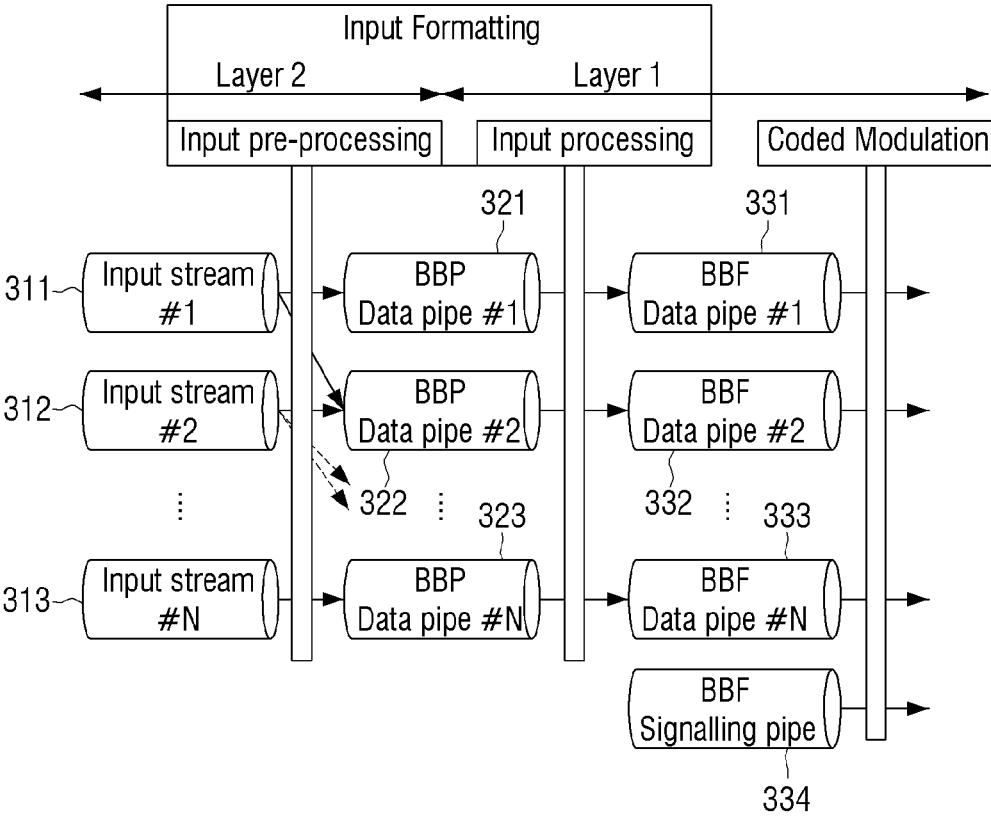 Input Formatting
Layer 2
Layer 1
Input pre-processing
Input processing
Coded Modulation
321
331
311
Input stream
#1
BBP
Data pipe #1
BBF
Data pipe #1
312
Input stream
#2
BBP
Data pipe #2
BBF
Data pipe #2
322
332
323
333
313
Input stream
#N
BBP
Data pipe #N
BBF
Data pipe #N
BBF
Signalling pipe
334